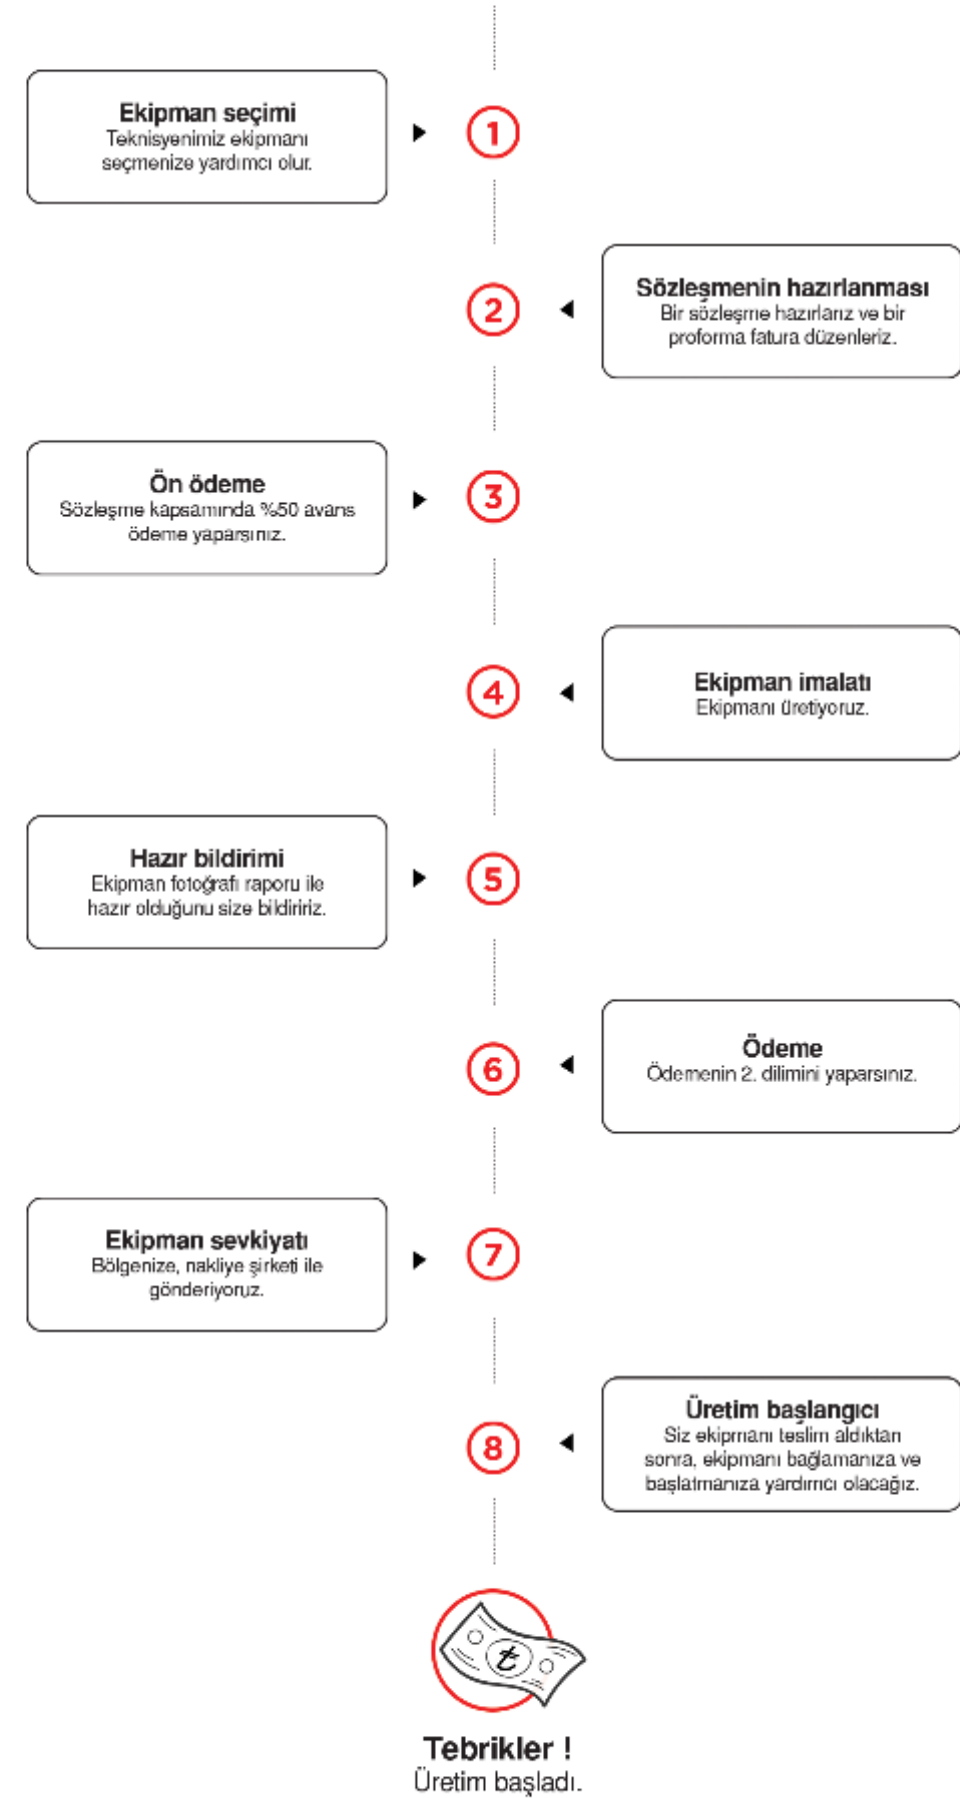 Ekipman seçimi
Teknisyenimiz ekipmanı
seçmenize yardımcı olur.
1
2
Sözleşmenin hazırlanması
Bir sözleşme hazırlarız ve bir
proforma fatura düzenleriz.
Ön ödeme
Sözleşme kapsamında %50 avans
ödeme yaparsınız.
3
4
Ekipman imalatı
Ekipmanı üretiyoruz.
Hazır bildirimi
Ekipman fotoğrafı raporu ile
hazır olduğunu size bildiririz.
5
6
Ödeme
Ödemenin 2. dilimini yaparsınız.
Ekipman sevkiyatı
Bölgenize, nakliye şirketi ile
gönderiyoruz.
7
8
Üretim başlangıcı
Siz ekipmanı teslim aldıktan
sonra, ekipmanı bağlamanıza ve
başlatmanıza yardımcı olacağız.
₺
Tebrikler !
Üretim başladı.